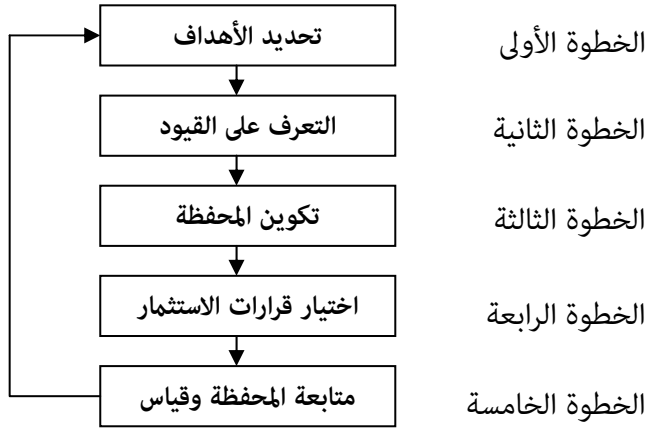 الخطوة الأولى
تحديد الأهداف
الخطوة الثانية
التعرف على القيود
الخطوة الثالثة
تكوين المحفظة
الخطوة الرابعة
اختيار قرارات الاستثمار
الخطوة الخامسة
متابعة المحفظة وقياس